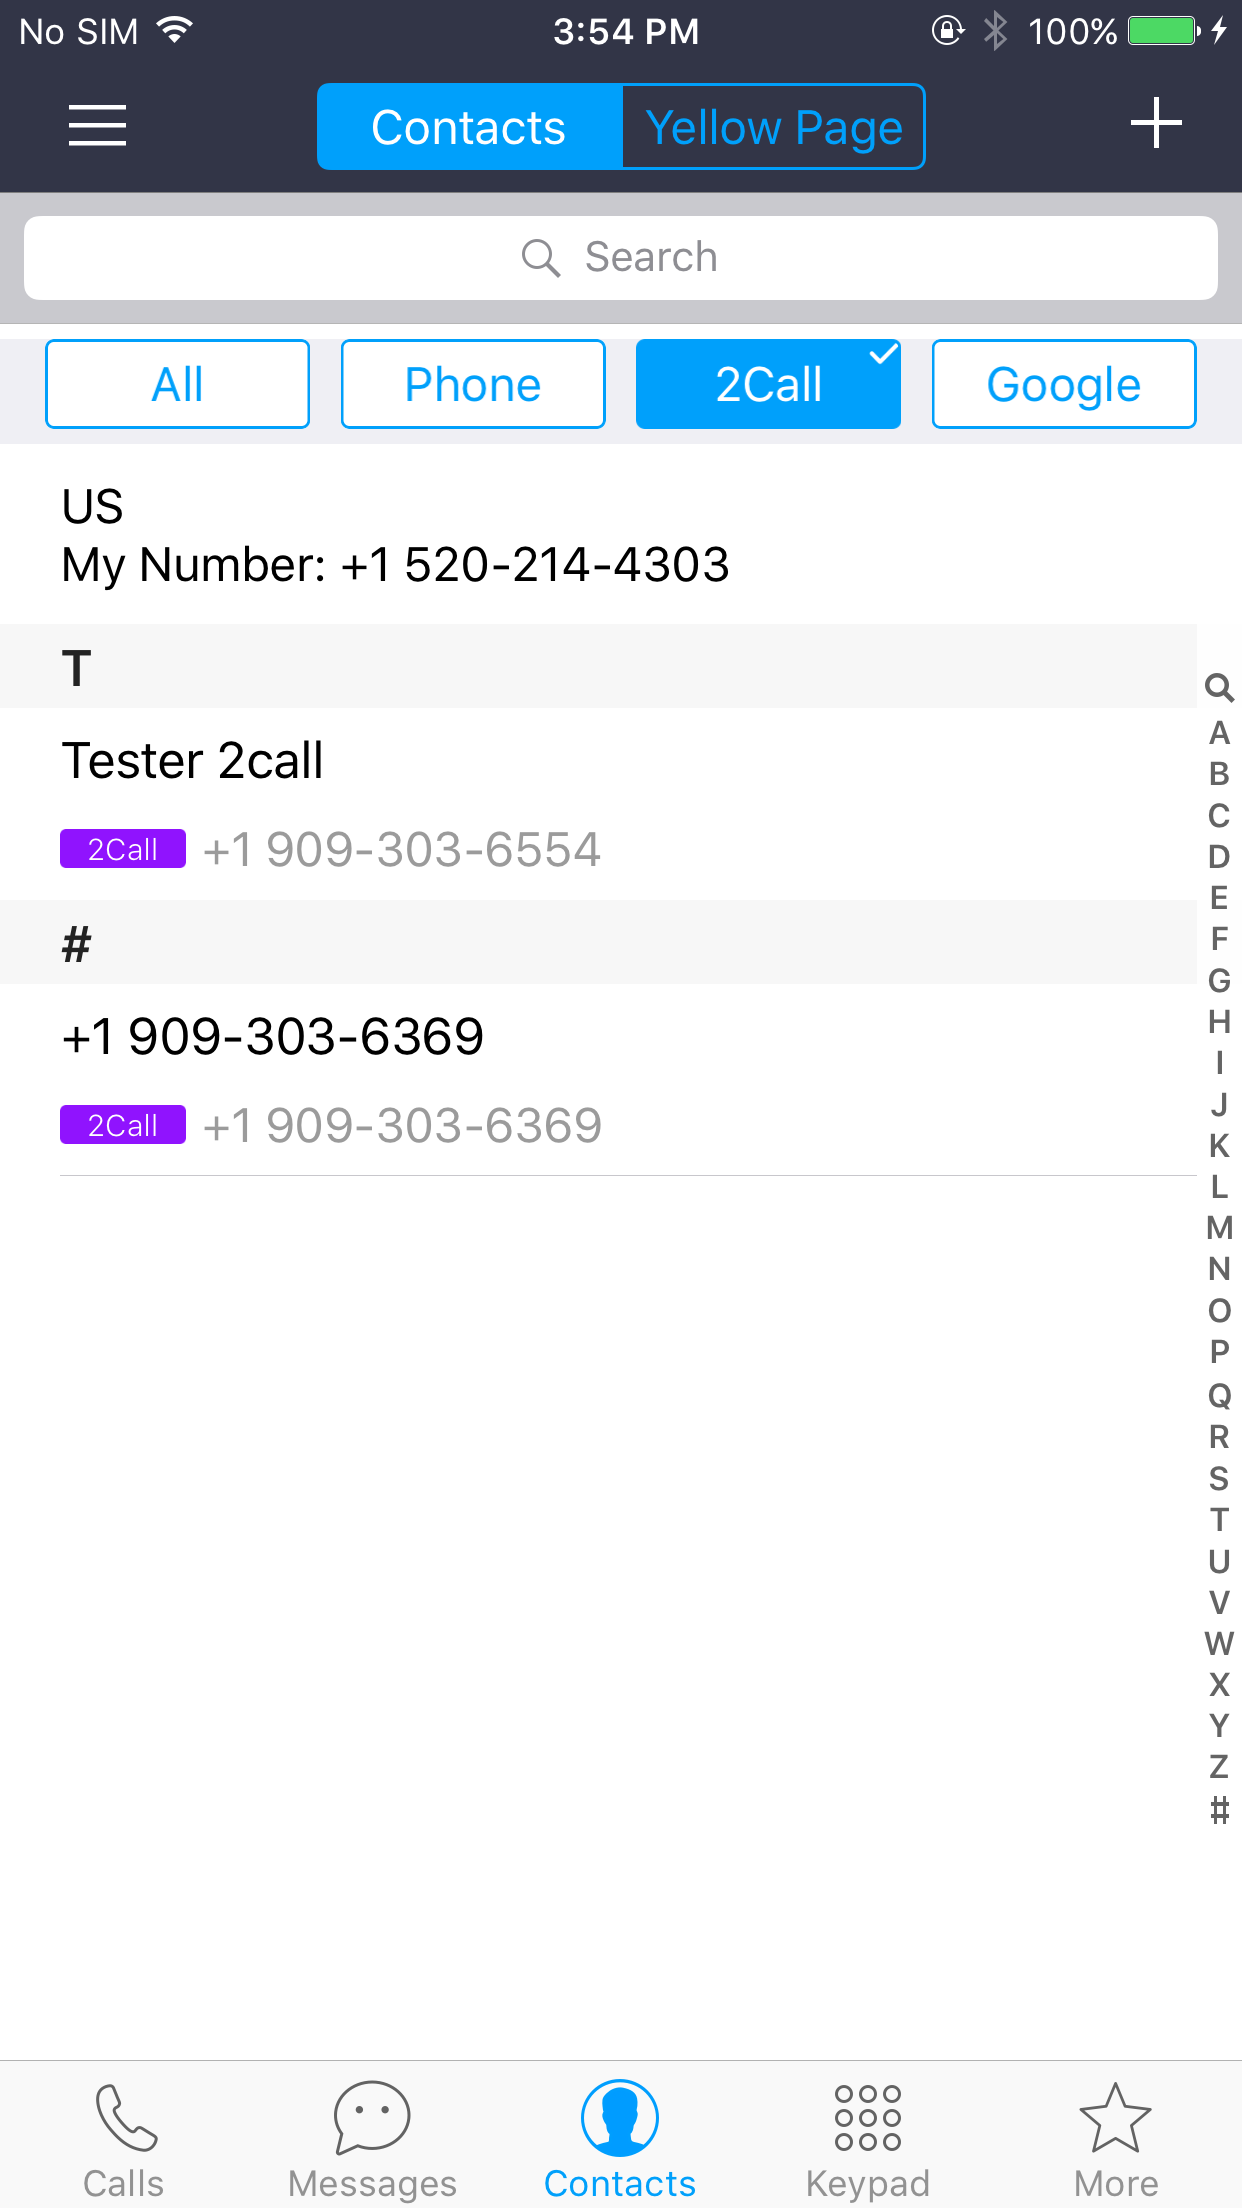 No SIM 3:54 PM 100%
Contacts Yellow Page
Search
All Phone 2Call Google
US
My Number: +1 520-214-4303
T
Tester 2call
2Call +1 909-303-6554
#
+1 909-303-6369
2Call +1 909-303-6369
A
B
C
D
E
F
G
H
I
J
K
L
M
N
O
P
Q
R
S
T
U
V
W
X
Y
Z
#
Calls Messages Contacts Keypad More